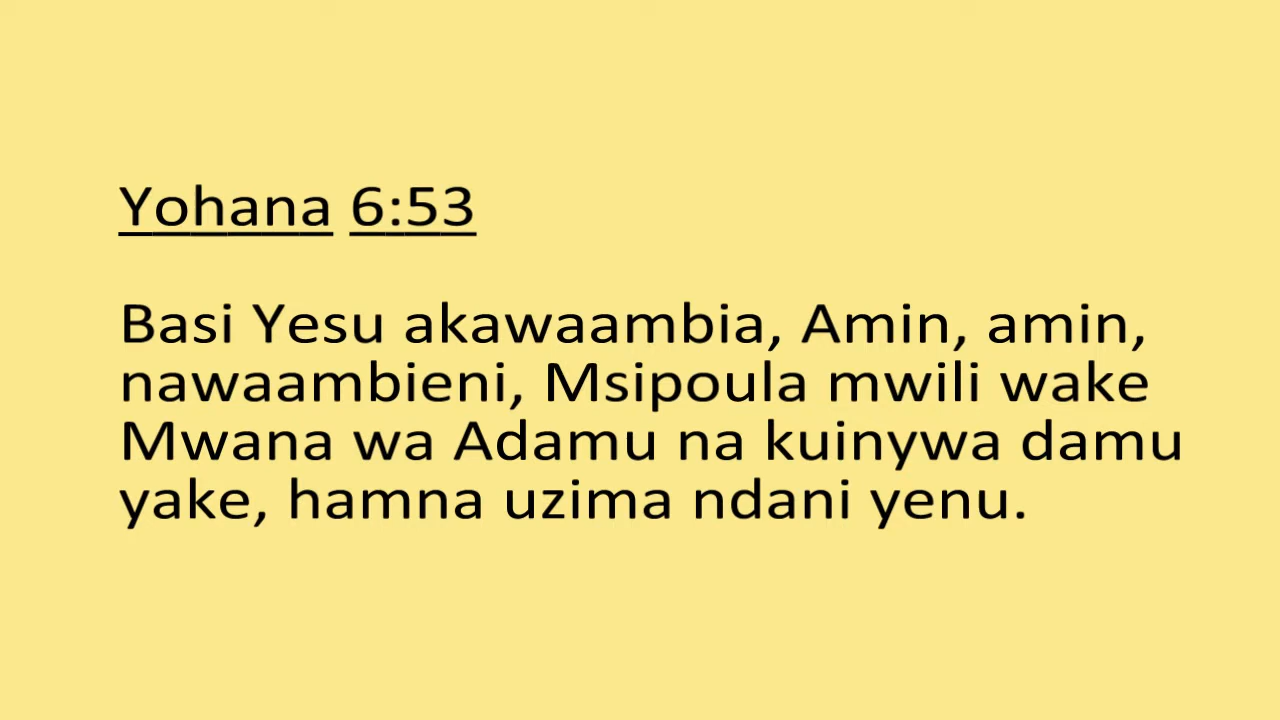 Yohana 6:53
Basi Yesu akawaambia, Amin, amin,
nawaambieni, Msipoula mwili wake
Mwana wa Adamu na kuinywa damu
yake, hamna uzima ndani yenu.